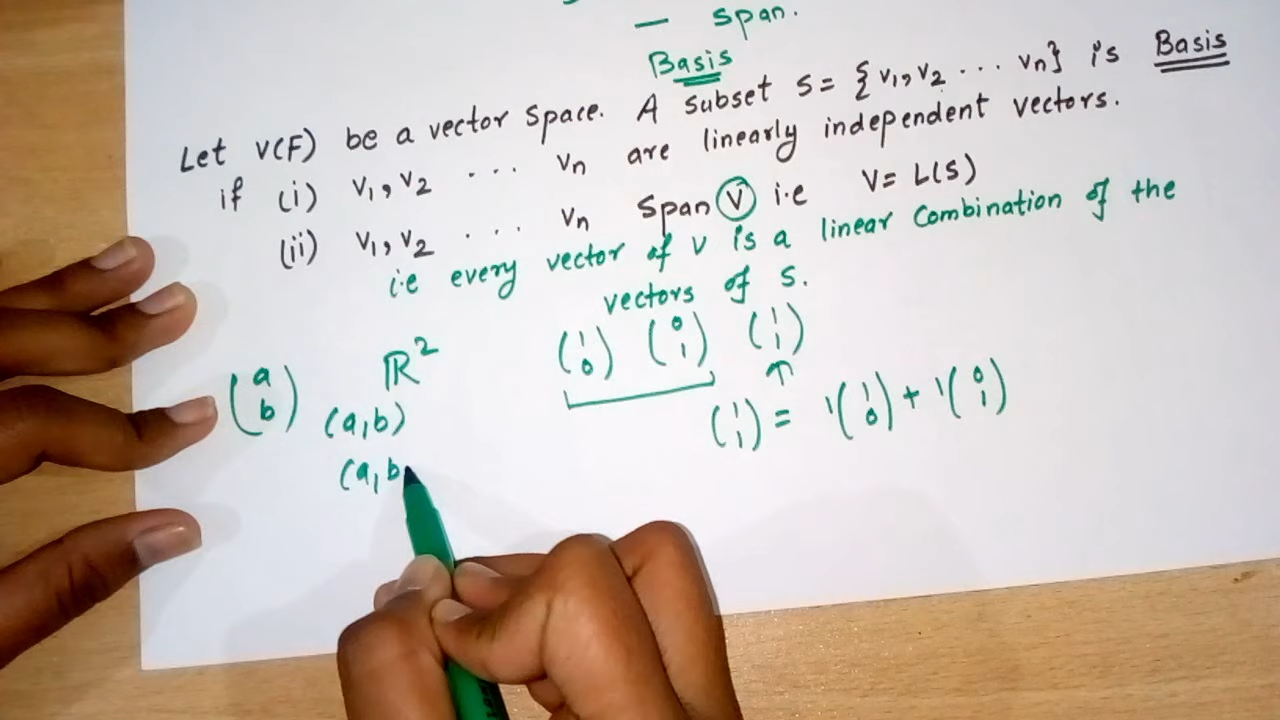 — span.
Basis
Let V(F) be a vector space. A subset S = {v₁, v₂ ... vₙ} is Basis
if (i) v₁, v₂ ... vₙ are linearly independent vectors.
(ii) v₁, v₂ ... vₙ span V i.e V = L(S)
i.e every vector of V is a linear combination of the
vectors of S.
(1 0) (0 1) (1 1)
(a b) ℝ²
(a,b) (1 1) = 1(1 0) + 1(0 1)
(a,b